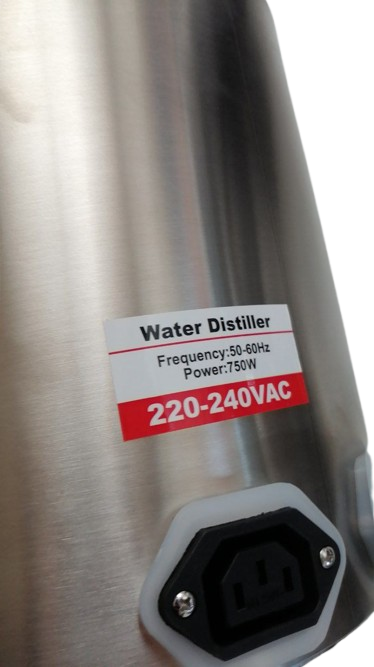 Water Distiller
Frequency:50-60Hz
Power:750W
220-240VAC